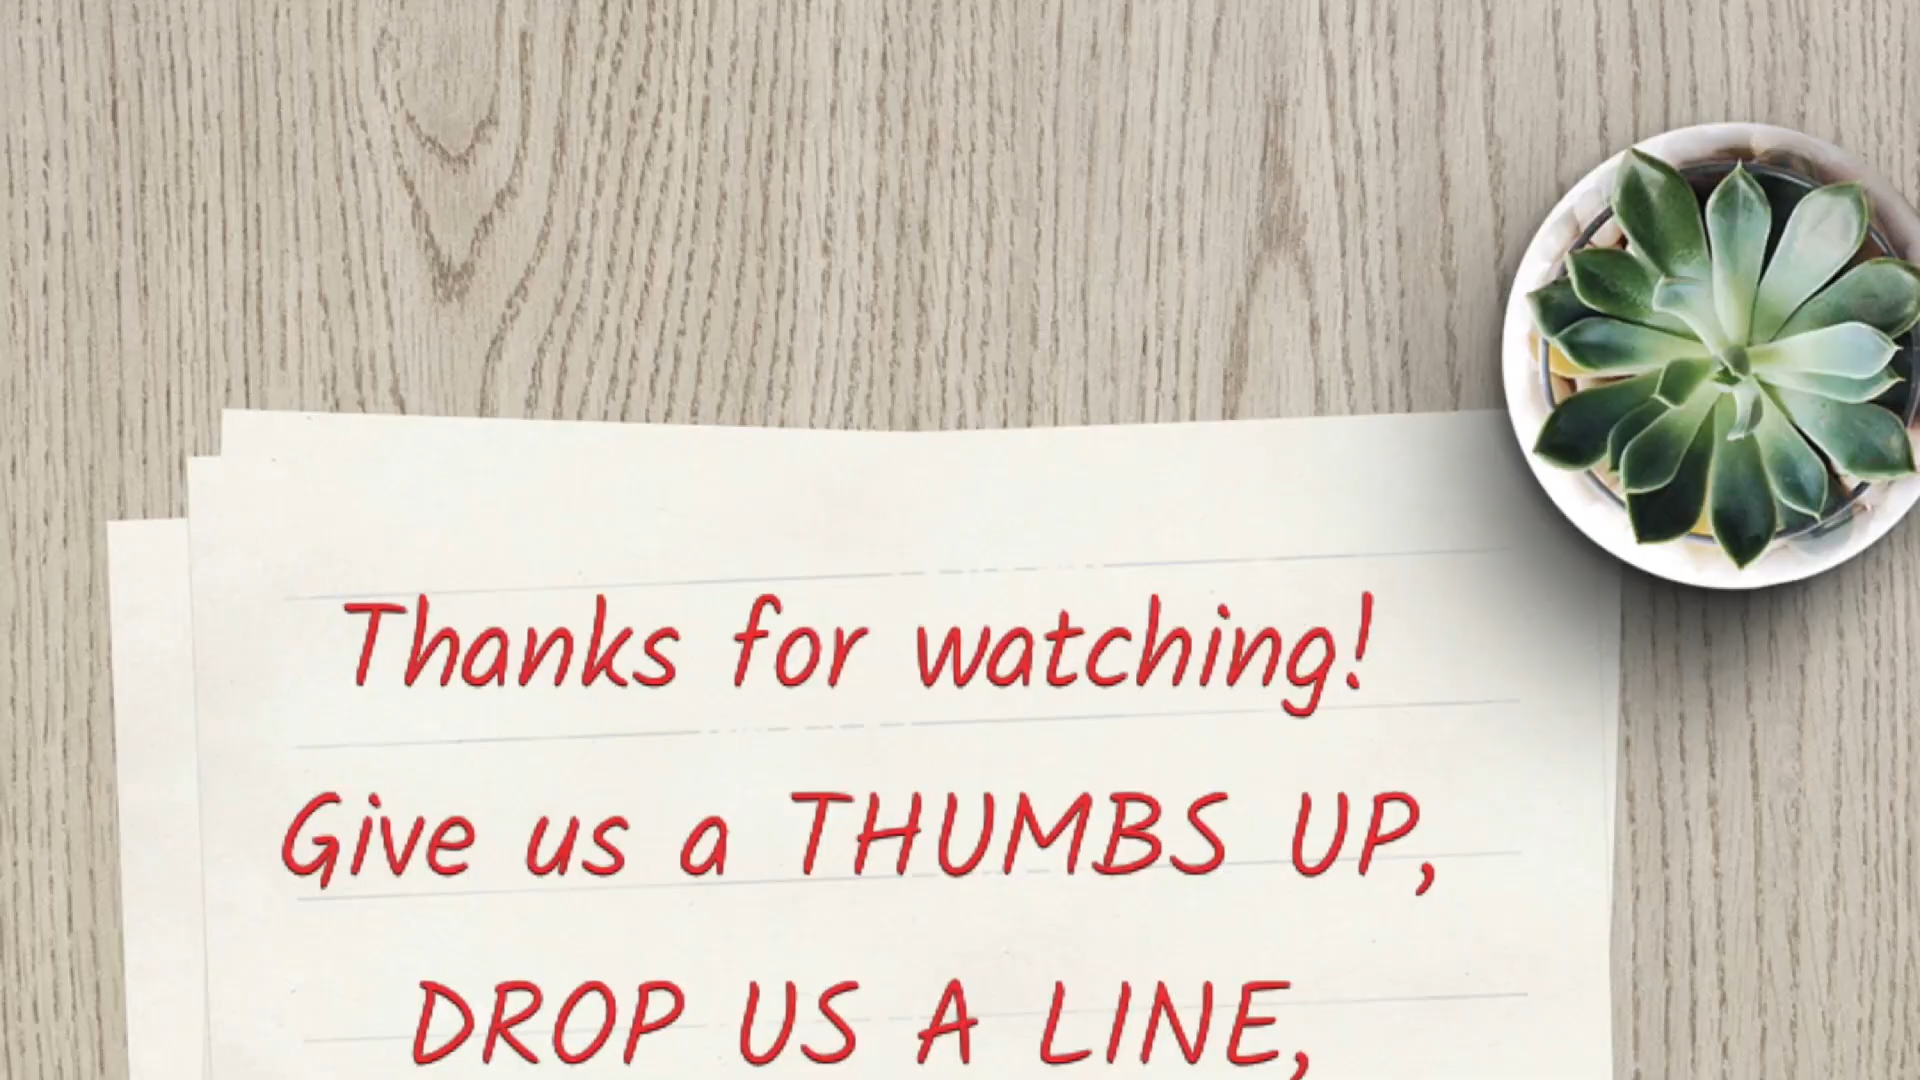 Thanks for watching!
Give us a THUMBS UP,
DROP US A LINE,